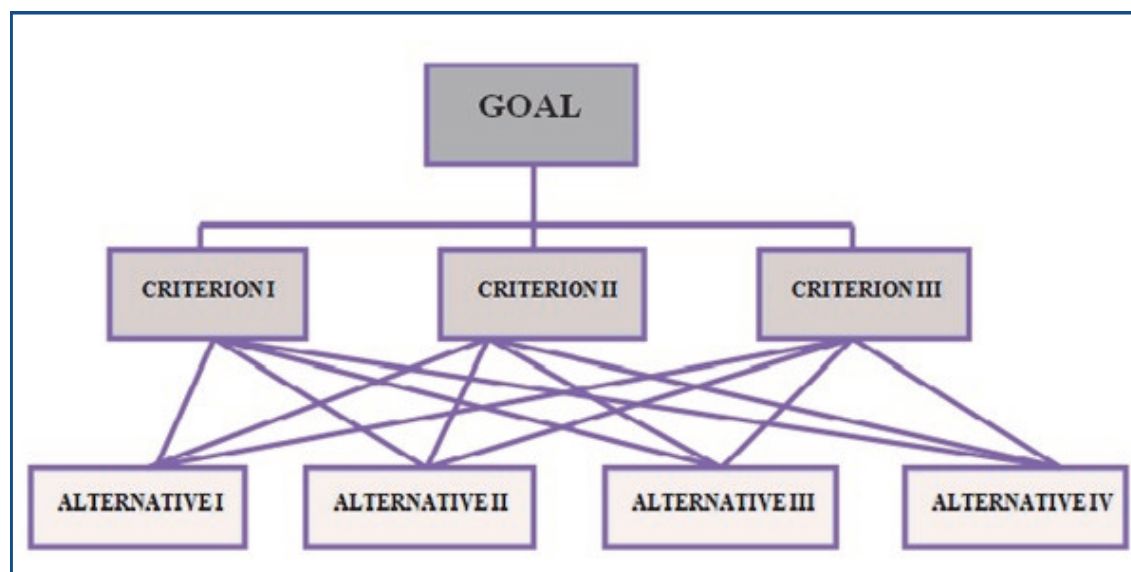 GOAL
CRITERION I
CRITERION II
CRITERION III
ALTERNATIVE I
ALTERNATIVE II
ALTERNATIVE III
ALTERNATIVE IV